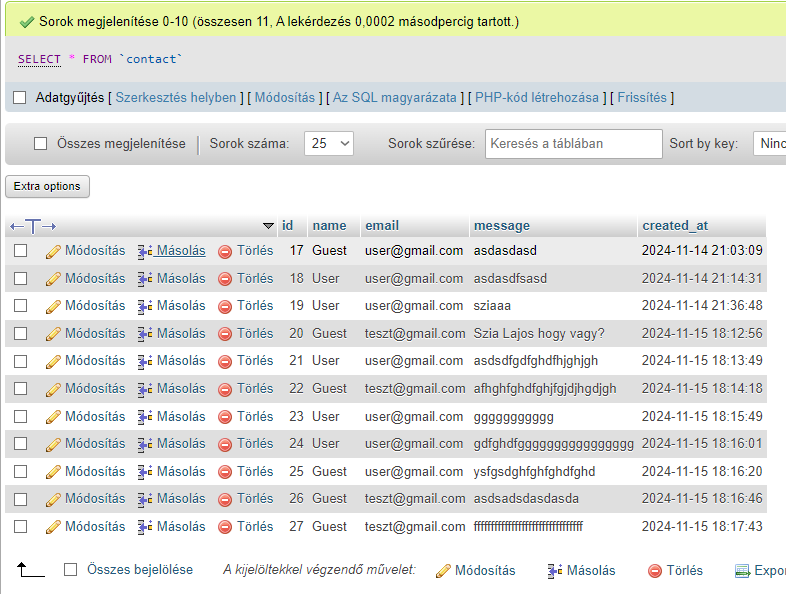 Sorok megjelenítése 0-10 (összesen 11, A lekérdezés 0,0002 másodpercig tartott.)
SELECT * FROM `contact`
Adatgyűjtés [ Szerkesztés helyben ] [ Módosítás ] [ Az SQL magyarázata ] [ PHP-kód létrehozása ] [ Frissítés ]
Összes megjelenítése Sorok száma: 25 Sorok szűrése: Keresés a táblában Sort by key: Ninc
Extra options
id name email message created_at
Módosítás Másolás Törlés 17 Guest user@gmail.com asdasdasd 2024-11-14 21:03:09
Módosítás Másolás Törlés 18 User user@gmail.com asdasdfsasd 2024-11-14 21:14:31
Módosítás Másolás Törlés 19 User user@gmail.com sziaaa 2024-11-14 21:36:48
Módosítás Másolás Törlés 20 Guest teszt@gmail.com Szia Lajos hogy vagy? 2024-11-15 18:12:56
Módosítás Másolás Törlés 21 User user@gmail.com asdsdfgdfghdfhjghjgh 2024-11-15 18:13:49
Módosítás Másolás Törlés 22 Guest teszt@gmail.com afhghfghdfghjfgjdjhgdjgh 2024-11-15 18:14:18
Módosítás Másolás Törlés 23 User user@gmail.com ggggggggggg 2024-11-15 18:15:49
Módosítás Másolás Törlés 24 User user@gmail.com gdfghdfgggggggggggggggg 2024-11-15 18:16:01
Módosítás Másolás Törlés 25 Guest user@gmail.com ysfgsdghfghfghdfghd 2024-11-15 18:16:20
Módosítás Másolás Törlés 26 Guest teszt@gmail.com asdsadsdasdasda 2024-11-15 18:16:46
Módosítás Másolás Törlés 27 Guest teszt@gmail.com 2024-11-15 18:17:43
Összes bejelölése A kijelöltekkel végzendő művelet: Módosítás Másolás Törlés Expor